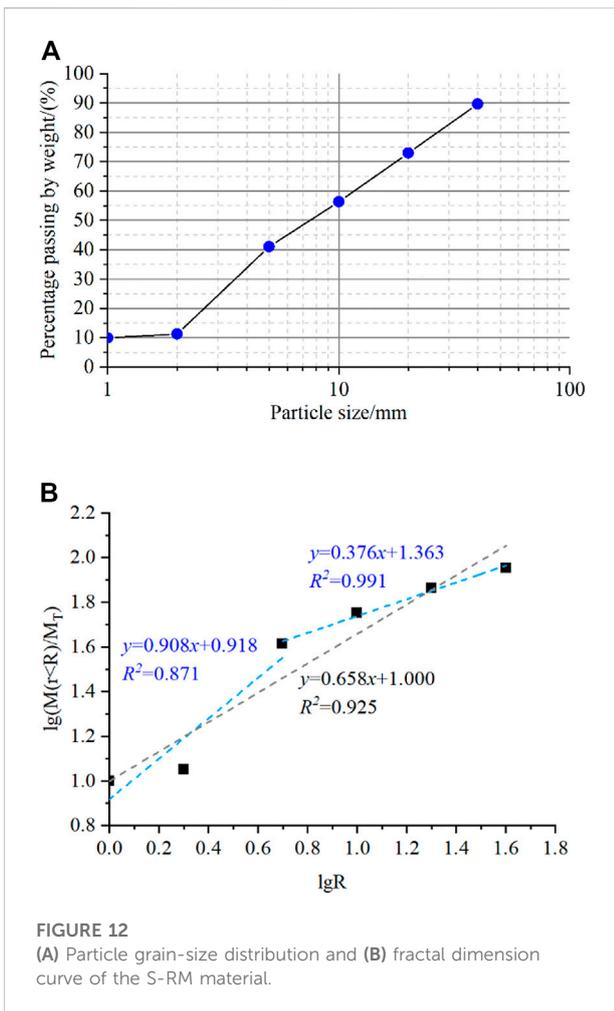 A
Percentage passing by weight/(%)
100
90
80
70
60
50
40
30
20
10
0
1
10
100
Particle size/mm
B
lg(M(r<R)/M_T)
2.2
2.0
1.8
1.6
1.4
1.2
1.0
0.8
y=0.376x+1.363
R²=0.991
y=0.908x+0.918
R²=0.871
y=0.658x+1.000
R²=0.925
0.0
0.2
0.4
0.6
0.8
1.0
1.2
1.4
1.6
1.8
lgR
FIGURE 12
(A) Particle grain-size distribution and (B) fractal dimension
curve of the S-RM material.